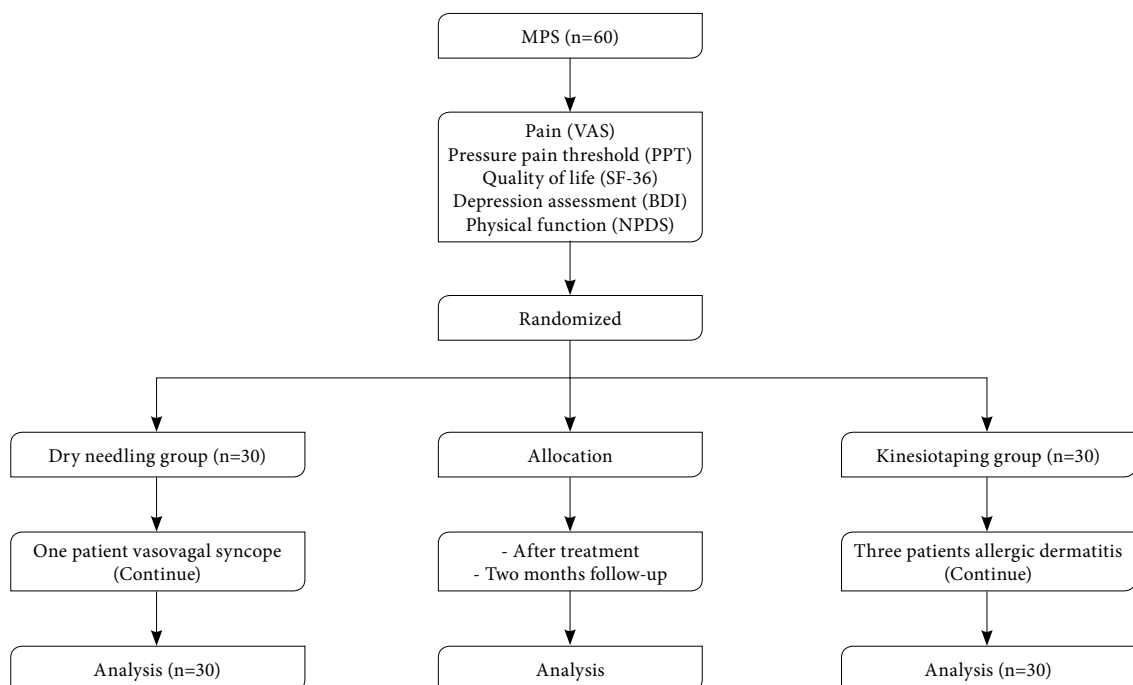 MPS (n=60)
Pain (VAS)
Pressure pain threshold (PPT)
Quality of life (SF-36)
Depression assessment (BDI)
Physical function (NPDS)
Randomized
Dry needling group (n=30)
Allocation
Kinesiotaping group (n=30)
One patient vasovagal syncope
(Continue)
- After treatment
- Two months follow-up
Three patients allergic dermatitis
(Continue)
Analysis (n=30)
Analysis
Analysis (n=30)